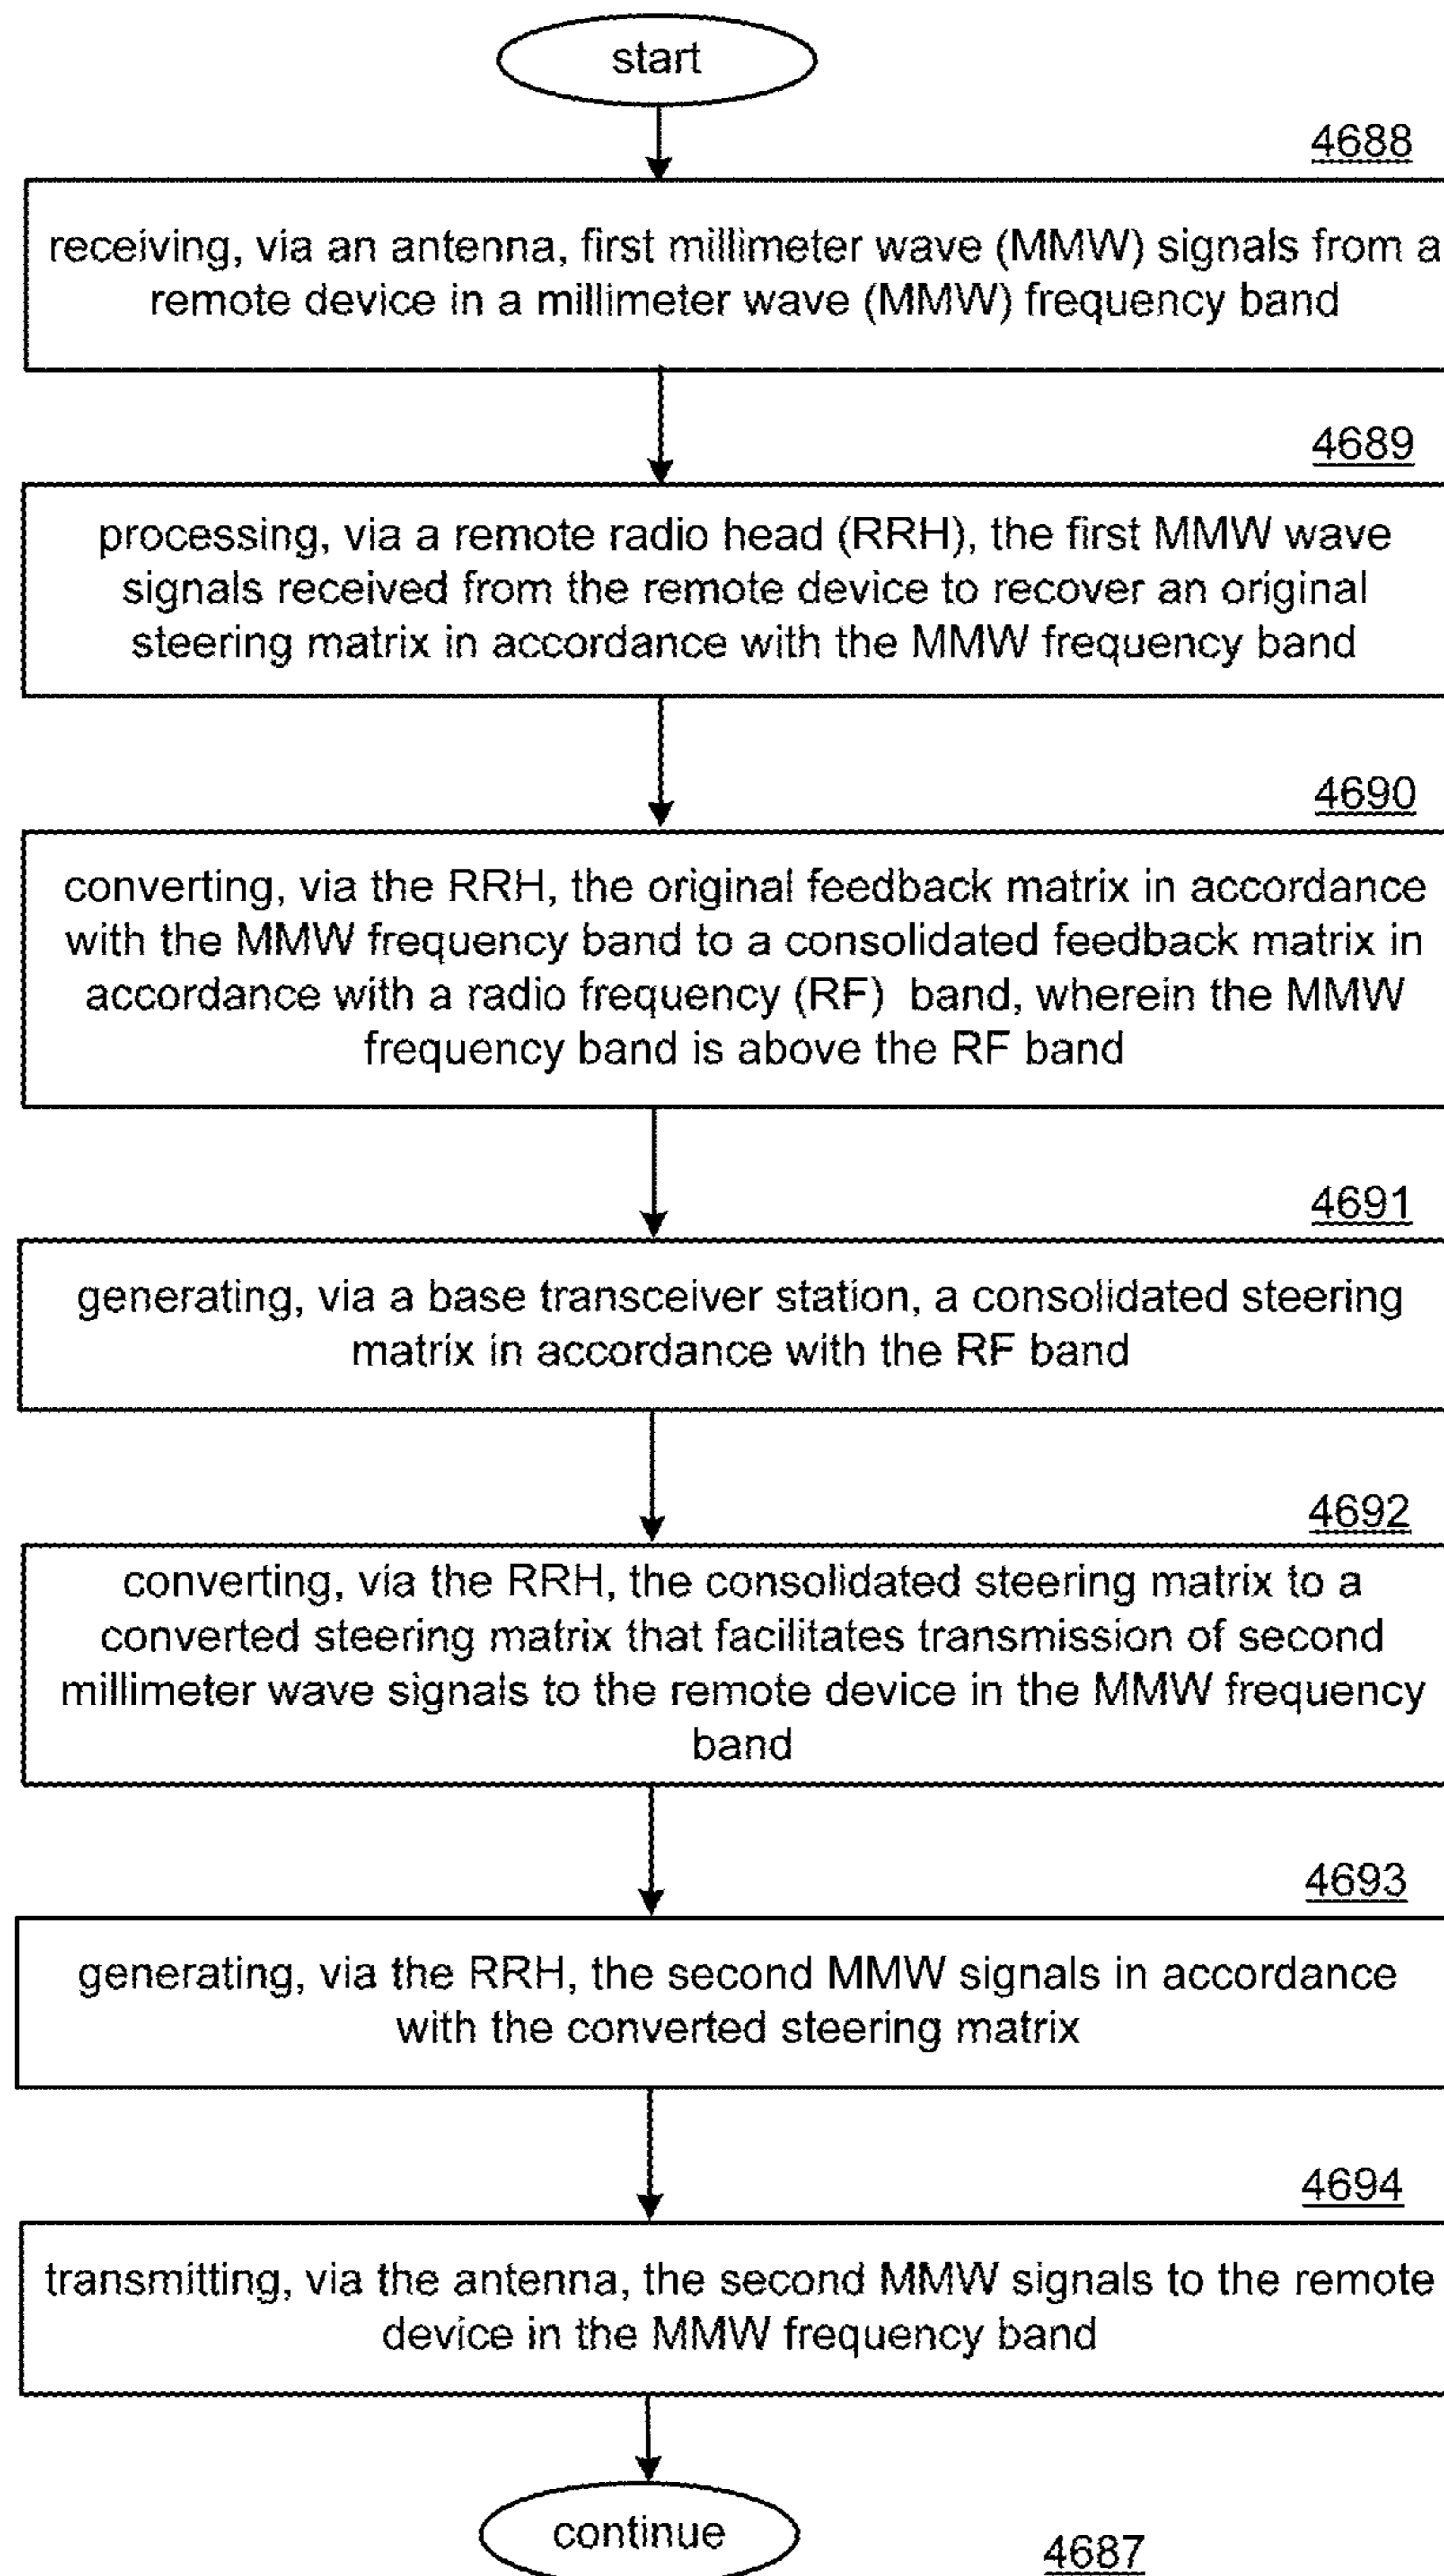 start
4688
receiving, via an antenna, first millimeter wave (MMW) signals from a
remote device in a millimeter wave (MMW) frequency band
4689
processing, via a remote radio head (RRH), the first MMW wave
signals received from the remote device to recover an original
steering matrix in accordance with the MMW frequency band
4690
converting, via the RRH, the original feedback matrix in accordance
with the MMW frequency band to a consolidated feedback matrix in
accordance with a radio frequency (RF) band, wherein the MMW
frequency band is above the RF band
4691
generating, via a base transceiver station, a consolidated steering
matrix in accordance with the RF band
4692
converting, via the RRH, the consolidated steering matrix to a
converted steering matrix that facilitates transmission of second
millimeter wave signals to the remote device in the MMW frequency
band
4693
generating, via the RRH, the second MMW signals in accordance
with the converted steering matrix
4694
transmitting, via the antenna, the second MMW signals to the remote
device in the MMW frequency band
continue
4687